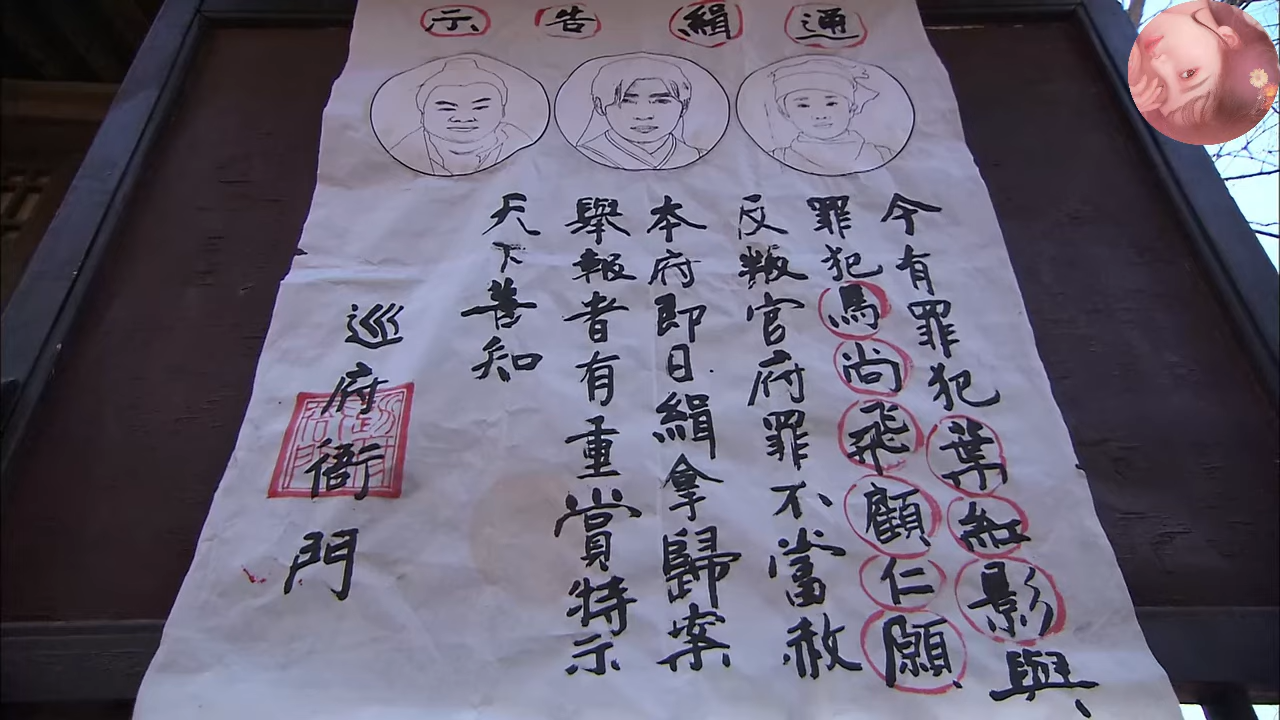 通緝告示
今有罪犯葉紅影與
罪犯馬尚飛顧仁願
反叛官府罪不當赦
本府即日緝拿歸案
舉報者有重賞特示
天下善知
巡府衙門